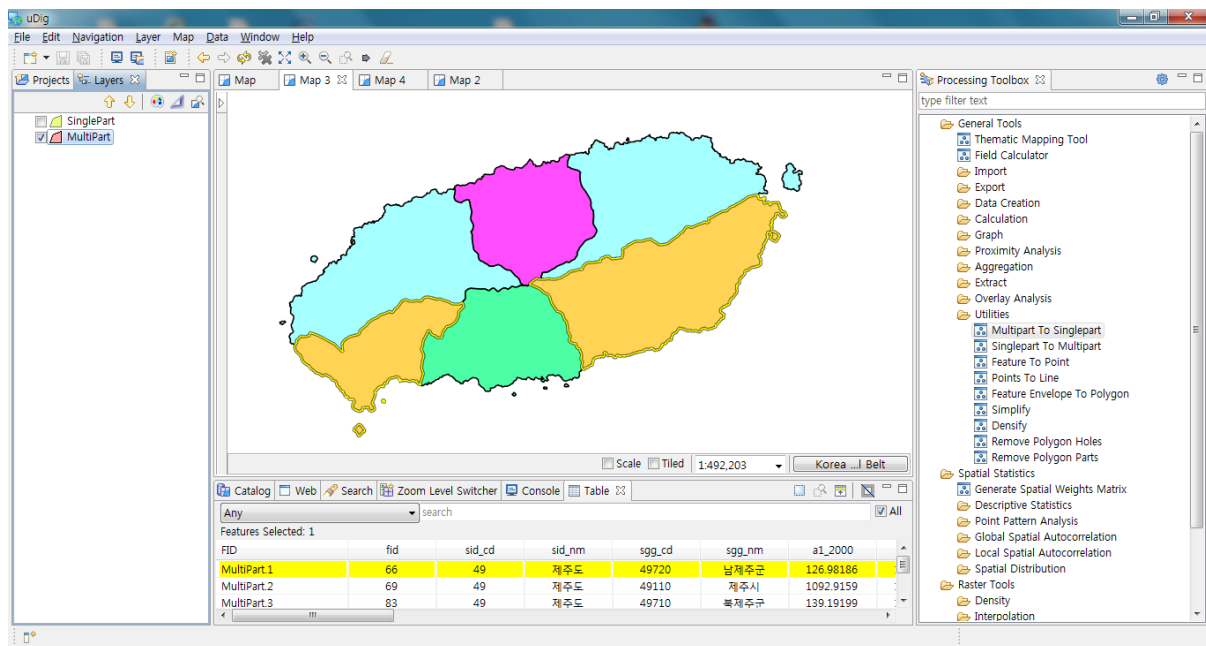 uDig
File Edit Navigation Layer Map Data Window Help
Projects Layers
SinglePart
MultiPart
Map Map 3 Map 4 Map 2
Scale Tiled 1:492,203 Korea ...l Belt
Catalog Web Search Zoom Level Switcher Console Table
Any search All
Features Selected: 1
FID fid sid_cd sid_nm sgg_cd sgg_nm a1_2000
MultiPart.1 66 49 제주도 49720 남제주군 126.98186
MultiPart.2 69 49 제주도 49110 제주시 1092.9159
MultiPart.3 83 49 제주도 49710 북제주군 139.19199
Processing Toolbox
type filter text
General Tools
Thematic Mapping Tool
Field Calculator
Import
Export
Data Creation
Calculation
Graph
Proximity Analysis
Aggregation
Extract
Overlay Analysis
Utilities
Multipart To Singlepart
Singlepart To Multipart
Feature To Point
Points To Line
Feature Envelope To Polygon
Simplify
Densify
Remove Polygon Holes
Remove Polygon Parts
Spatial Statistics
Generate Spatial Weights Matrix
Descriptive Statistics
Point Pattern Analysis
Global Spatial Autocorrelation
Local Spatial Autocorrelation
Spatial Distribution
Raster Tools
Density
Interpolation